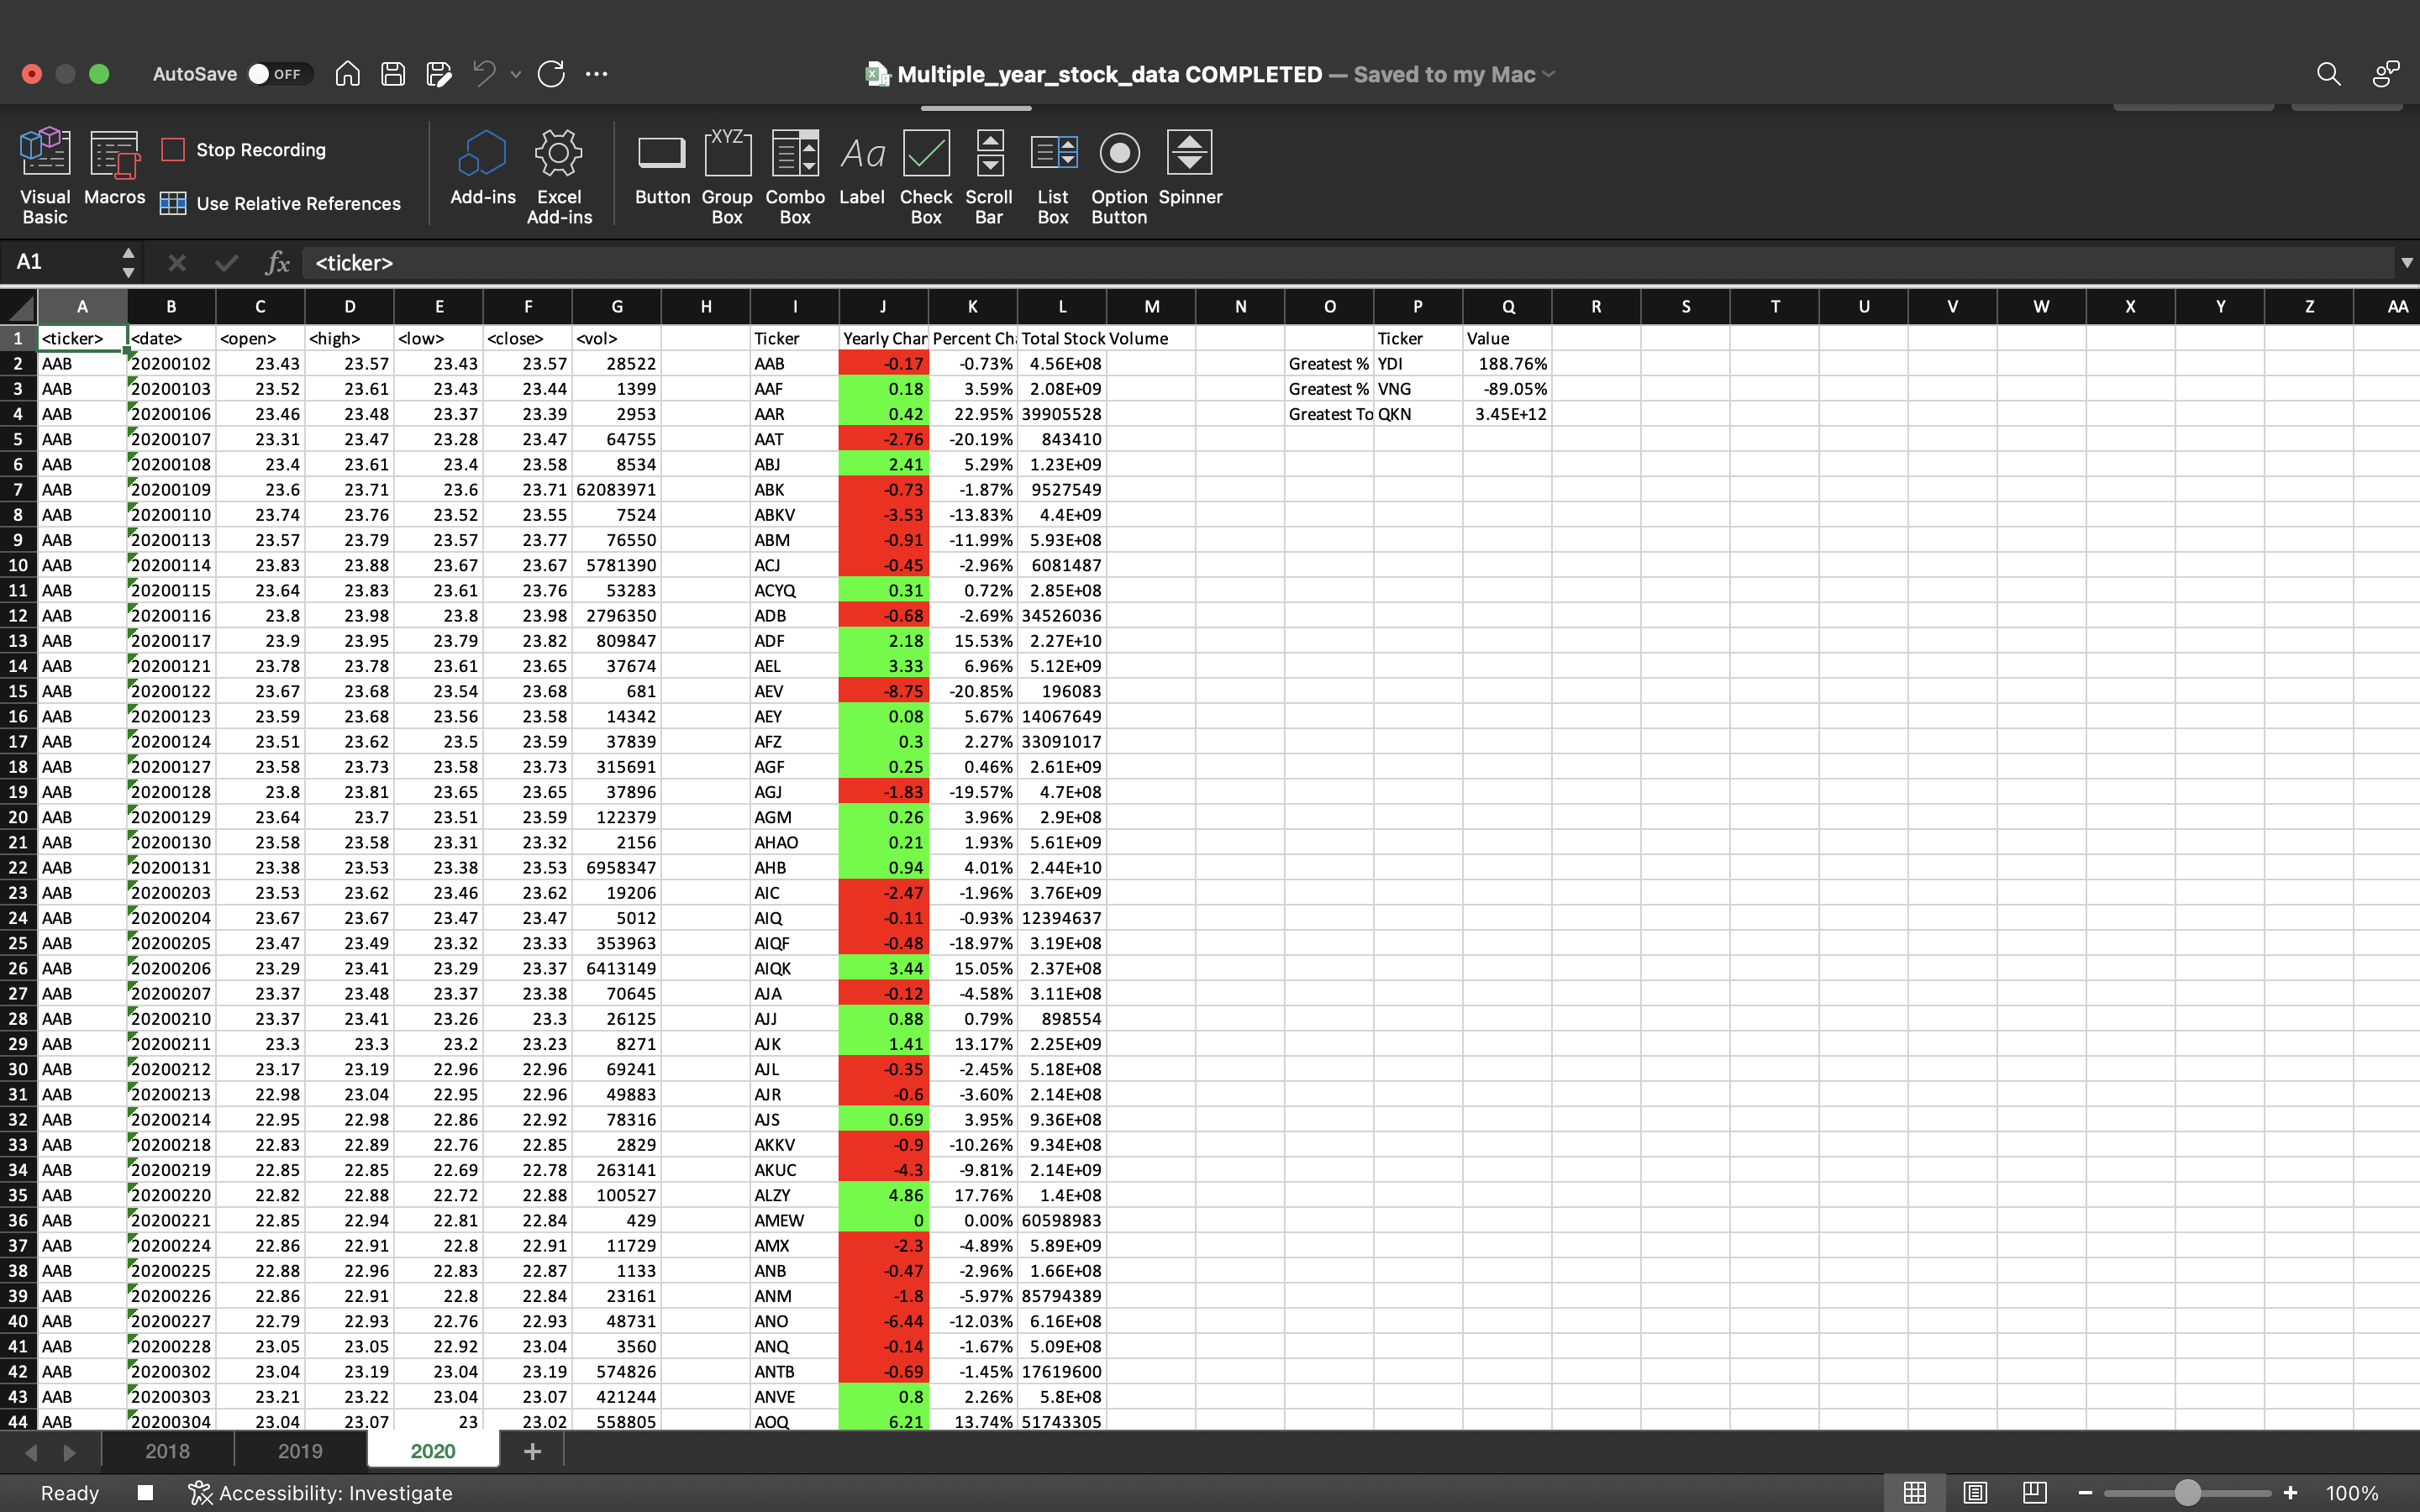 AutoSave OFF Multiple_year_stock_data COMPLETED — Saved to my Mac
Visual Basic Macros Stop Recording Use Relative References Add-ins Excel Add-ins Button XYZ Group Box Combo Box Aa Label Check Box Scroll Bar List Box Option Button Spinner
A1 fx <ticker>
A B C D E F G H I J K L M N O P Q R S T U V W X Y Z AA
1 <ticker> <date> <open> <high> <low> <close> <vol> Ticker Yearly Char Percent Ch Total Stock Volume Ticker Value
2 AAB 20200102 23.43 23.57 23.43 23.57 28522 AAB -0.17 -0.73% 4.56E+08 Greatest % YDI 188.76%
3 AAB 20200103 23.52 23.61 23.43 23.44 1399 AAF 0.18 3.59% 2.08E+09 Greatest % VNG -89.05%
4 AAB 20200106 23.46 23.48 23.37 23.39 2953 AAR 0.42 22.95% 39905528 Greatest To QKN 3.45E+12
5 AAB 20200107 23.31 23.47 23.28 23.47 64755 AAT -2.76 -20.19% 843410
6 AAB 20200108 23.4 23.61 23.4 23.58 8534 ABJ 2.41 5.29% 1.23E+09
7 AAB 20200109 23.6 23.71 23.6 23.71 62083971 ABK -0.73 -1.87% 9527549
8 AAB 20200110 23.74 23.76 23.52 23.55 7524 ABKV -3.53 -13.83% 4.4E+09
9 AAB 20200113 23.57 23.79 23.57 23.77 76550 ABM -0.91 -11.99% 5.93E+08
10 AAB 20200114 23.83 23.88 23.67 23.67 5781390 ACJ -0.45 -2.96% 6081487
11 AAB 20200115 23.64 23.83 23.61 23.76 53283 ACYQ 0.31 0.72% 2.85E+08
12 AAB 20200116 23.8 23.98 23.8 23.98 2796350 ADB -0.68 -2.69% 34526036
13 AAB 20200117 23.9 23.95 23.79 23.82 809847 ADF 2.18 15.53% 2.27E+10
14 AAB 20200121 23.78 23.78 23.61 23.65 37674 AEL 3.33 6.96% 5.12E+09
15 AAB 20200122 23.67 23.68 23.54 23.68 681 AEV -8.75 -20.85% 196083
16 AAB 20200123 23.59 23.68 23.56 23.58 14342 AEY 0.08 5.67% 14067649
17 AAB 20200124 23.51 23.62 23.5 23.59 37839 AFZ 0.3 2.27% 33091017
18 AAB 20200127 23.58 23.73 23.58 23.73 315691 AGF 0.25 0.46% 2.61E+09
19 AAB 20200128 23.8 23.81 23.65 23.65 37896 AGJ -1.83 -19.57% 4.7E+08
20 AAB 20200129 23.64 23.7 23.51 23.59 122379 AGM 0.26 3.96% 2.9E+08
21 AAB 20200130 23.58 23.58 23.31 23.32 2156 AHAO 0.21 1.93% 5.61E+09
22 AAB 20200131 23.38 23.53 23.38 23.53 6958347 AHB 0.94 4.01% 2.44E+10
23 AAB 20200203 23.53 23.62 23.46 23.62 19206 AIC -2.47 -1.96% 3.76E+09
24 AAB 20200204 23.67 23.67 23.47 23.47 5012 AIQ -0.11 -0.93% 12394637
25 AAB 20200205 23.47 23.49 23.32 23.33 353963 AIQF -0.48 -18.97% 3.19E+08
26 AAB 20200206 23.29 23.41 23.29 23.37 6413149 AIQK 3.44 15.05% 2.37E+08
27 AAB 20200207 23.37 23.48 23.37 23.38 70645 AJA -0.12 -4.58% 3.11E+08
28 AAB 20200210 23.37 23.41 23.26 23.3 26125 AJJ 0.88 0.79% 898554
29 AAB 20200211 23.3 23.3 23.2 23.23 8271 AJK 1.41 13.17% 2.25E+09
30 AAB 20200212 23.17 23.19 22.96 22.96 69241 AJL -0.35 -2.45% 5.18E+08
31 AAB 20200213 22.98 23.04 22.95 22.96 49883 AJR -0.6 -3.60% 2.14E+08
32 AAB 20200214 22.95 22.98 22.86 22.92 78316 AJS 0.69 3.95% 9.36E+08
33 AAB 20200218 22.83 22.89 22.76 22.85 2829 AKKV -0.9 -10.26% 9.34E+08
34 AAB 20200219 22.85 22.85 22.69 22.78 263141 AKUC -4.3 -9.81% 2.14E+09
35 AAB 20200220 22.82 22.88 22.72 22.88 100527 ALZY 4.86 17.76% 1.4E+08
36 AAB 20200221 22.85 22.94 22.81 22.84 429 AMEW 0 0.00% 60598983
37 AAB 20200224 22.86 22.91 22.8 22.91 11729 AMX -2.3 -4.89% 5.89E+09
38 AAB 20200225 22.88 22.96 22.83 22.87 1133 ANB -0.47 -2.96% 1.66E+08
39 AAB 20200226 22.86 22.91 22.8 22.84 23161 ANM -1.8 -5.97% 85794389
40 AAB 20200227 22.79 22.93 22.76 22.93 48731 ANO -6.44 -12.03% 6.16E+08
41 AAB 20200228 23.05 23.05 22.92 23.04 3560 ANQ -0.14 -1.67% 5.09E+08
42 AAB 20200302 23.04 23.19 23.04 23.19 574826 ANTB -0.69 -1.45% 17619600
43 AAB 20200303 23.21 23.22 23.04 23.07 421244 ANVE 0.8 2.26% 5.8E+08
44 AAB 20200304 23.04 23.07 23 23.02 558805 AOQ 6.21 13.74% 51743305
2018 2019 2020 +
Ready Accessibility: Investigate 100%